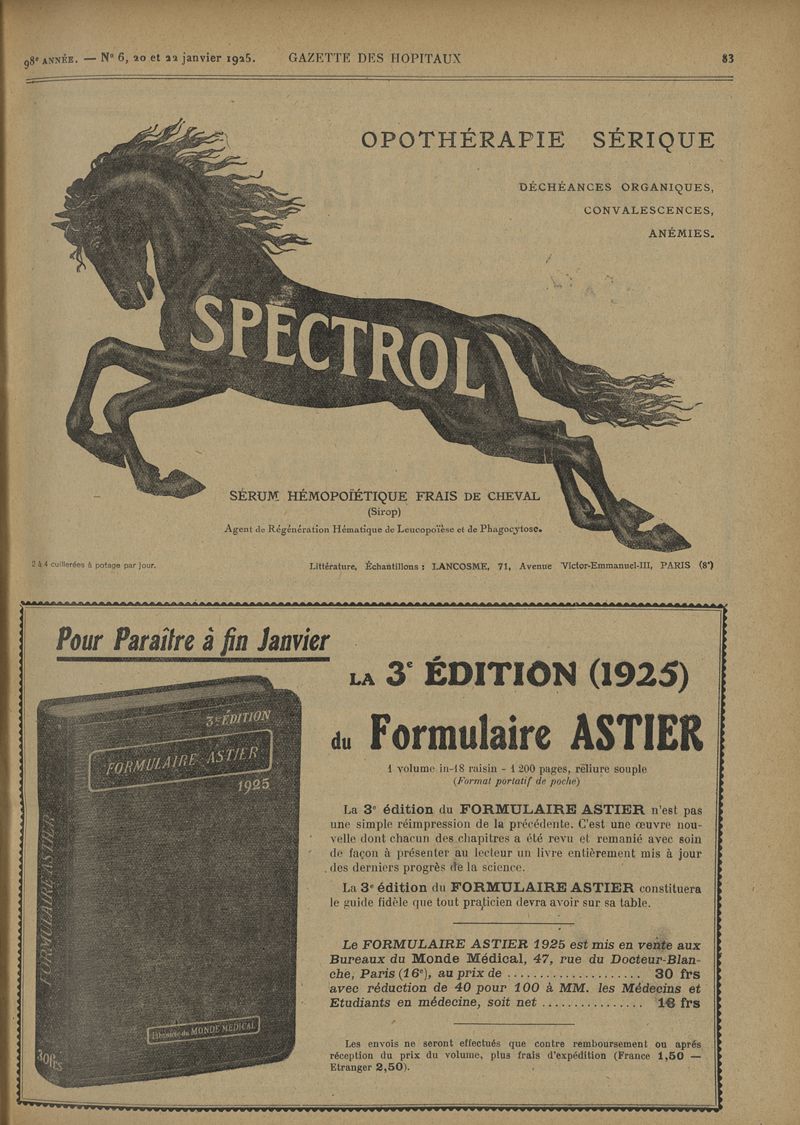 98e ANNÉE. — N° 6, 20 et 22 janvier 1925.
GAZETTE DES HOPITAUX
83
OPOTHÉRAPIE SÉRIQUE
DÉCHÉANCES ORGANIQUES,
CONVALESCENCES,
ANÉMIES.
SPECTROL
SÉRUM HÉMOPOÏÉTIQUE FRAIS DE CHEVAL
(Sirop)
Agent de Régénération Hématique de Leucopoïèse et de Phagocytose.
2 à 4 cuillerées à potage par jour.
Littérature, Échantillons : LANCOSME, 71, Avenue Victor-Emmanuel-III, PARIS (8e)
Pour Paraître à fin Janvier
LA 3e ÉDITION (1925)
du Formulaire ASTIER
1 volume in-18 raisin - 1 200 pages, reliure souple
(Format portatif de poche)
3e ÉDITION
FORMULAIRE ASTIER
1925
FORMULAIRE ASTIER
Librairie du MONDE MEDICAL
30frs
La 3e édition du FORMULAIRE ASTIER n'est pas
une simple réimpression de la précédente. C'est une œuvre nou-
velle dont chacun des chapitres a été revu et remanié avec soin
de façon à présenter au lecteur un livre entièrement mis à jour
des derniers progrès de la science.
La 3e édition du FORMULAIRE ASTIER constituera
le guide fidèle que tout praticien devra avoir sur sa table.
Le FORMULAIRE ASTIER 1925 est mis en vente aux
Bureaux du Monde Médical, 47, rue du Docteur-Blan-
che, Paris (16e), au prix de ..................... 30 frs
avec réduction de 40 pour 100 à MM. les Médecins et
Etudiants en médecine, soit net ................ 18 frs
Les envois ne seront effectués que contre remboursement ou après
réception du prix du volume, plus frais d'expédition (France 1,50 —
Etranger 2,50).